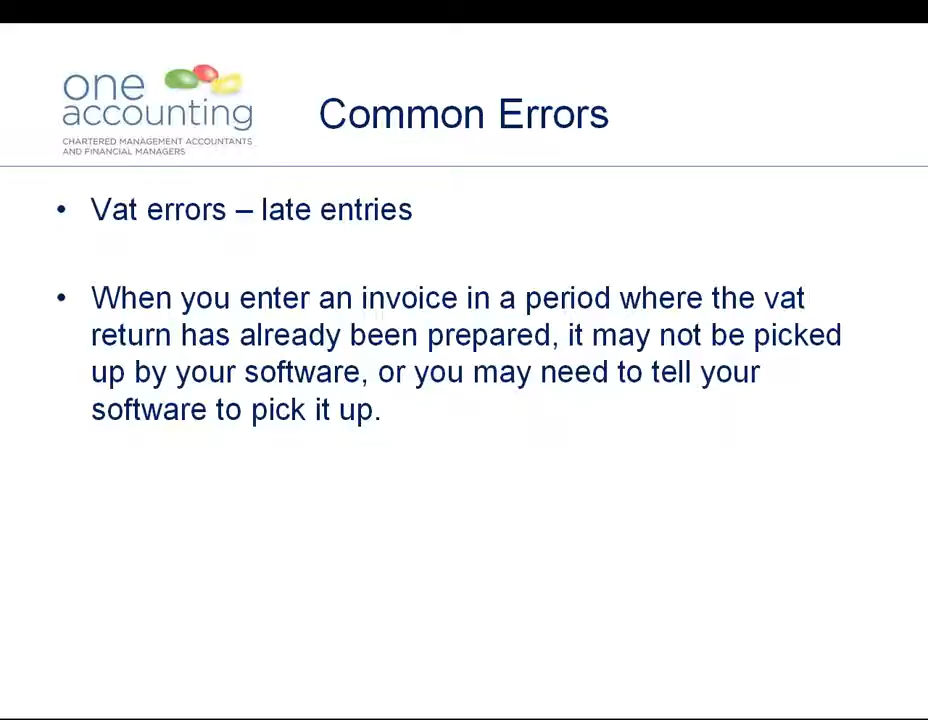 one
accounting
CHARTERED MANAGEMENT ACCOUNTANTS
AND FINANCIAL MANAGERS
Common Errors
• Vat errors – late entries
• When you enter an invoice in a period where the vat
return has already been prepared, it may not be picked
up by your software, or you may need to tell your
software to pick it up.